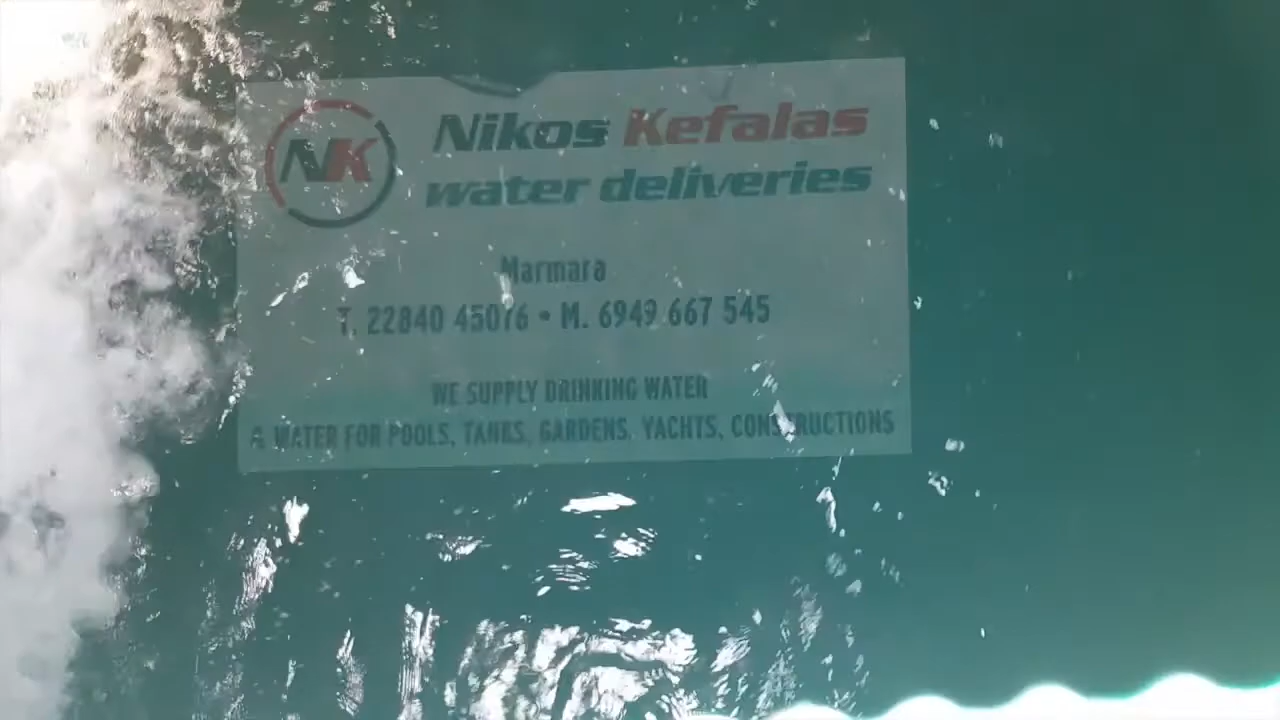 NK
Nikos Kefalas
water deliveries
Marmara
T. 22840 45076 • M. 6949 667 545
WE SUPPLY DRINKING WATER
& WATER FOR POOLS, TANKS, GARDENS, YACHTS, CONSTRUCTIONS